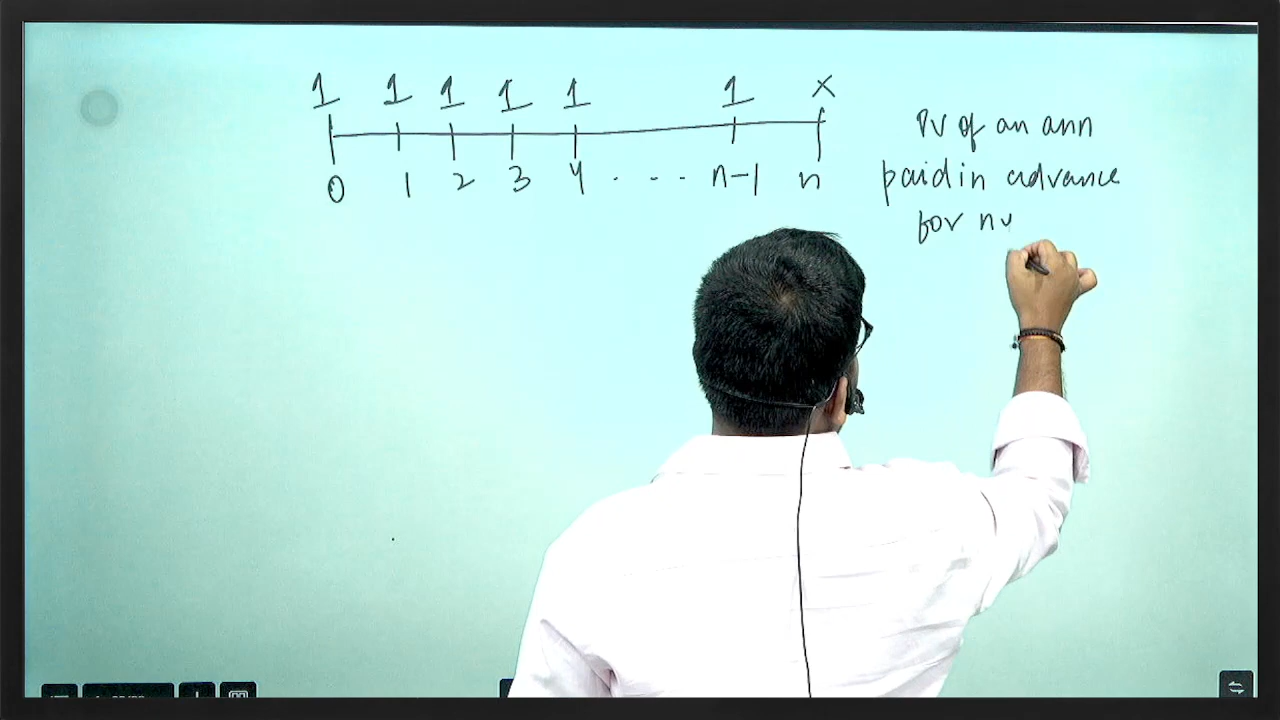 1 1 1 1 1 1 x
0 1 2 3 4 . . . . n-1 n
PV of an ann
paid in advance
for ny